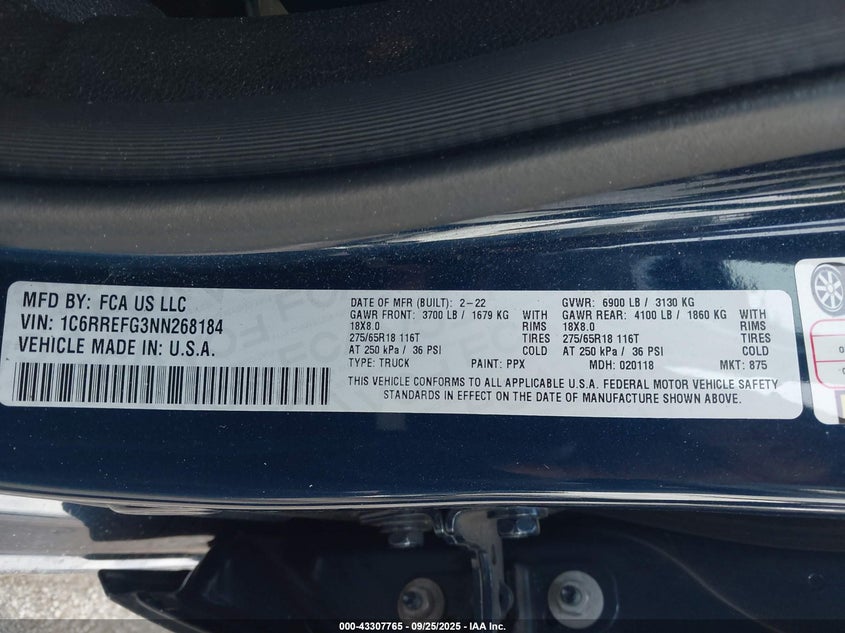 MFD BY: FCA US LLC
VIN: 1C6RREFG3NN268184
VEHICLE MADE IN: U.S.A.
DATE OF MFR (BUILT): 2-22 GVWR: 6900 LB / 3130 KG
GAWR FRONT: 3700 LB / 1679 KG WITH GAWR REAR: 4100 LB / 1860 KG WITH
18X8.0 RIMS 18X8.0 RIMS
275/65R18 116T TIRES 275/65R18 116T TIRES
AT 250 kPa / 36 PSI COLD AT 250 kPa / 36 PSI COLD
TYPE: TRUCK PAINT: PPX MDH: 020118 MKT: 875
THIS VEHICLE CONFORMS TO ALL APPLICABLE U.S.A. FEDERAL MOTOR VEHICLE SAFETY
STANDARDS IN EFFECT ON THE DATE OF MANUFACTURE SHOWN ABOVE.
000-43307765 - 09/25/2025 - IAA Inc.